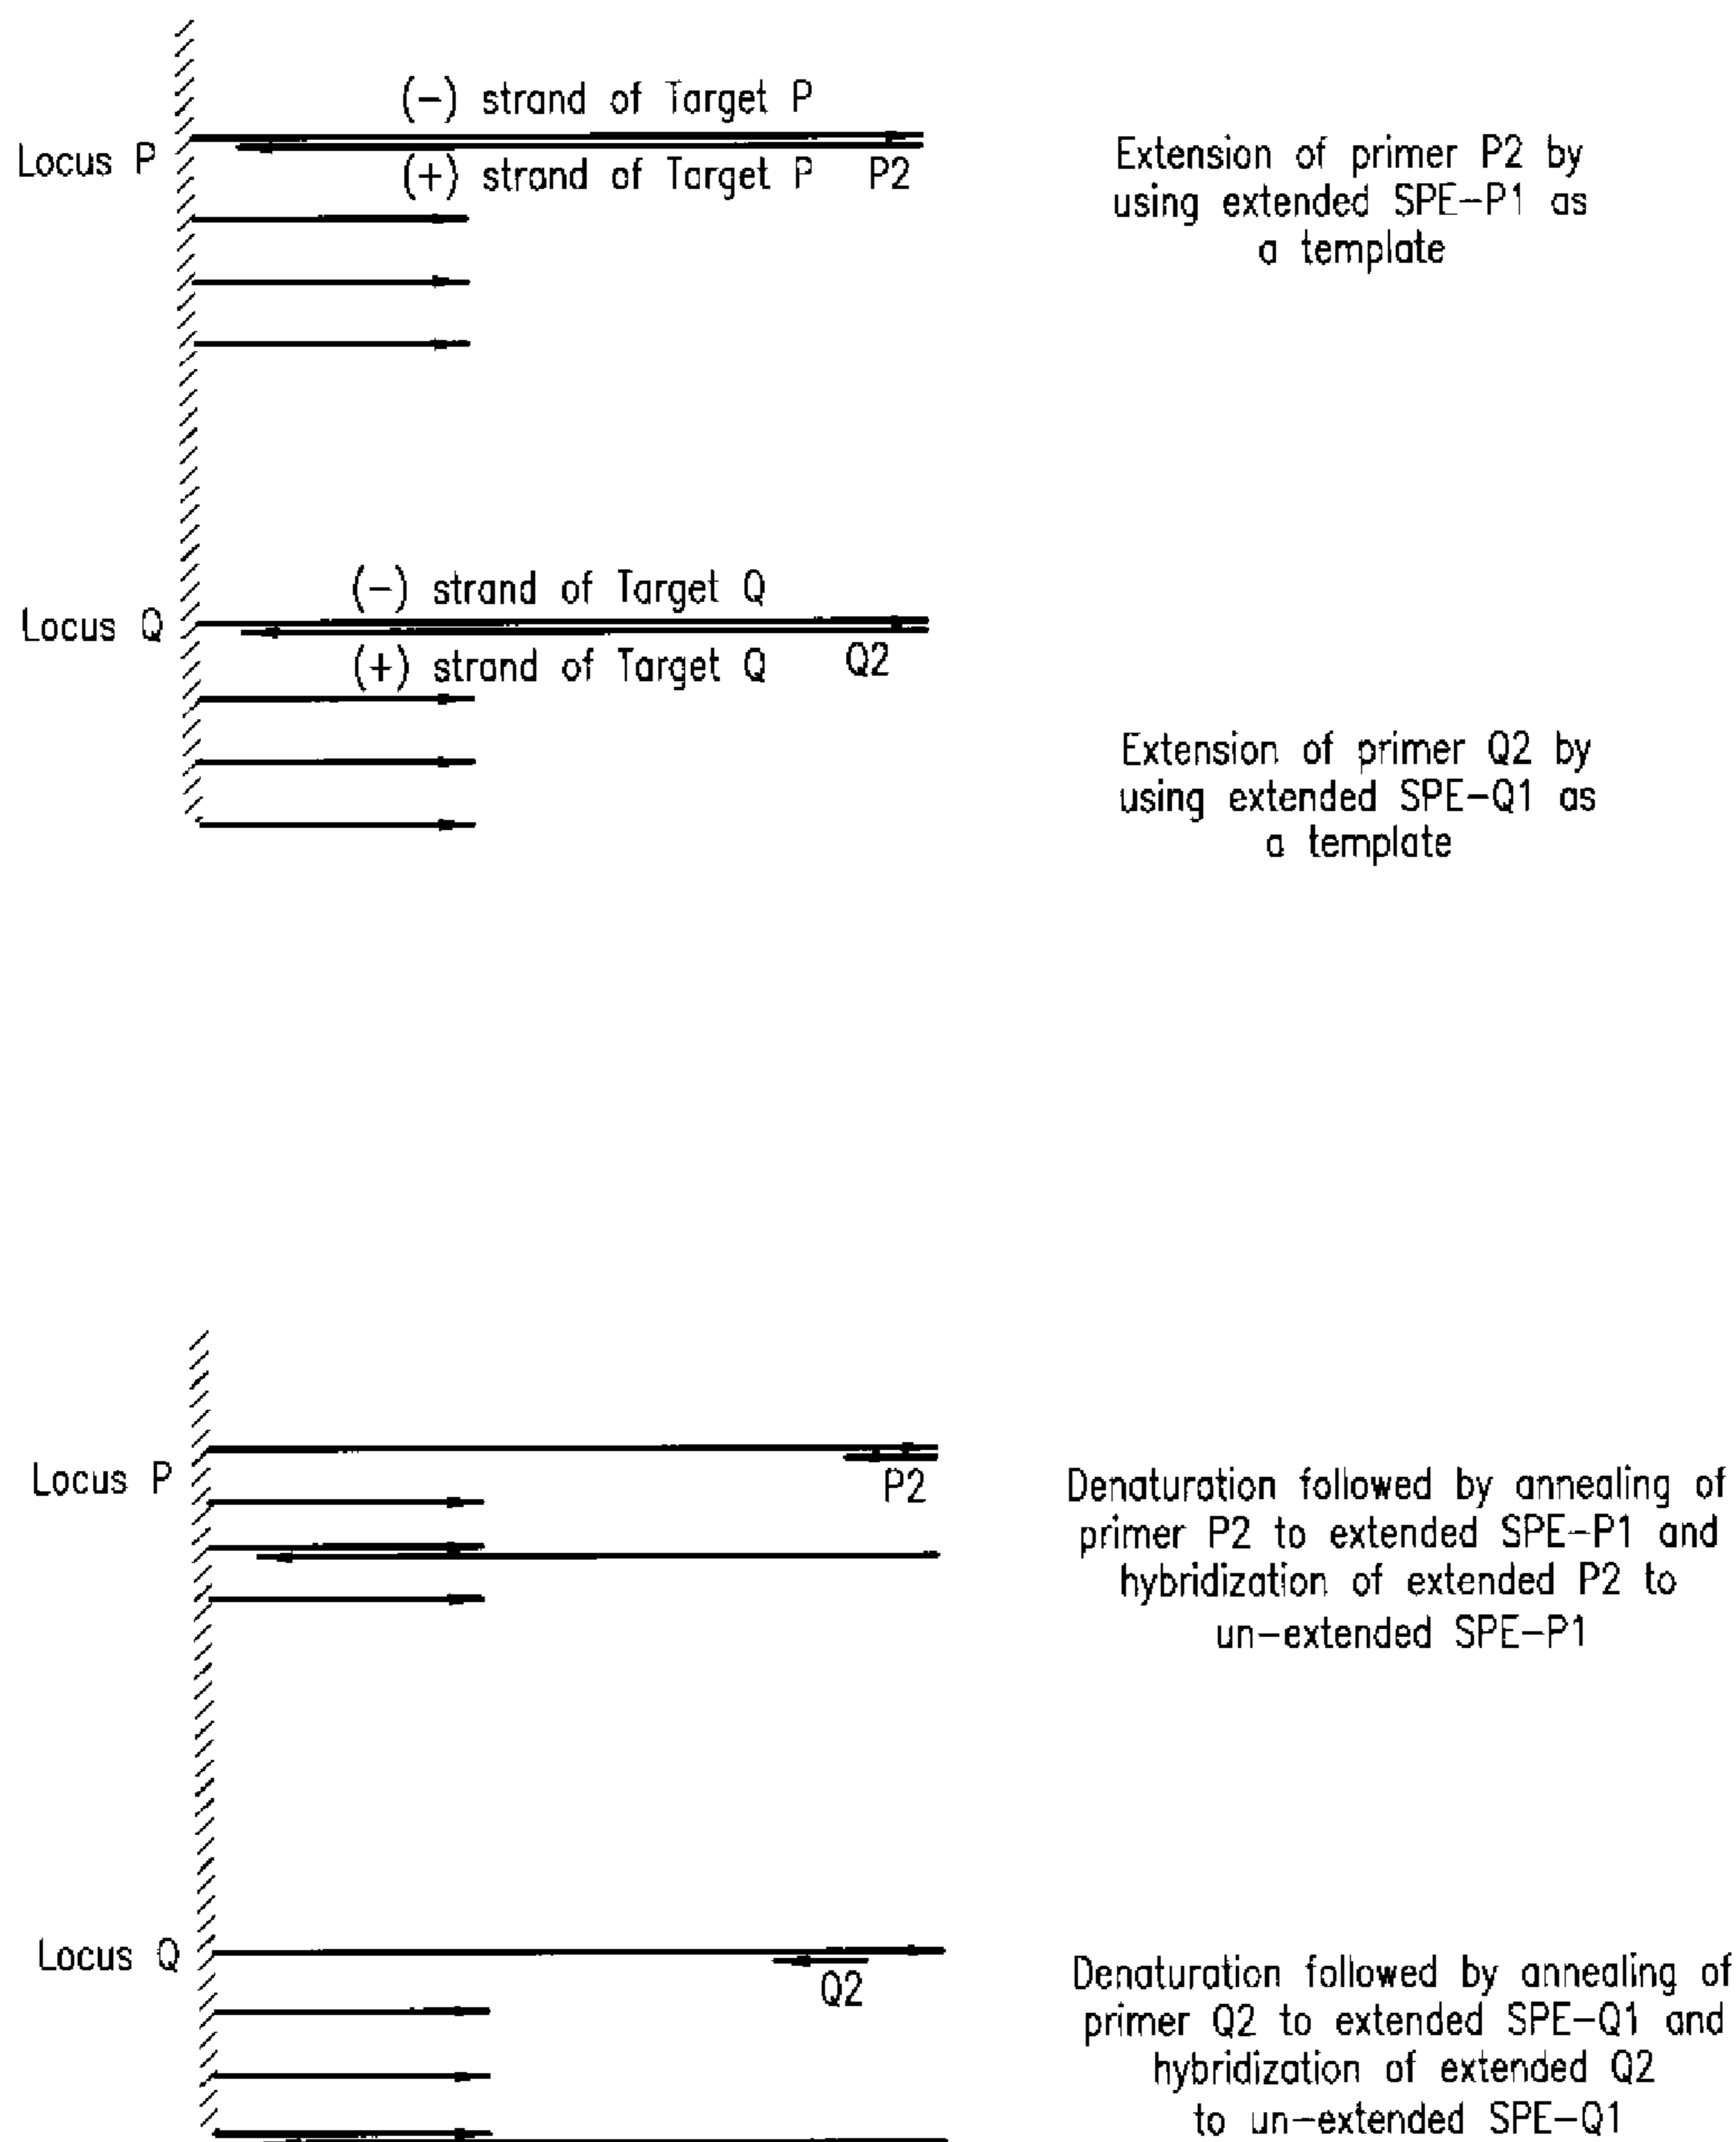 (−) strand of Target P
Locus P
(+) strand of Target P P2
Extension of primer P2 by
using extended SPE−P1 as
a template
(−) strand of Target Q
Locus Q
(+) strand of Target Q Q2
Extension of primer Q2 by
using extended SPE−Q1 as
a template
Locus P
P2
Denaturation followed by annealing of
primer P2 to extended SPE−P1 and
hybridization of extended P2 to
un−extended SPE−P1
Locus Q
Q2
Denaturation followed by annealing of
primer Q2 to extended SPE−Q1 and
hybridization of extended Q2
to un−extended SPE−Q1